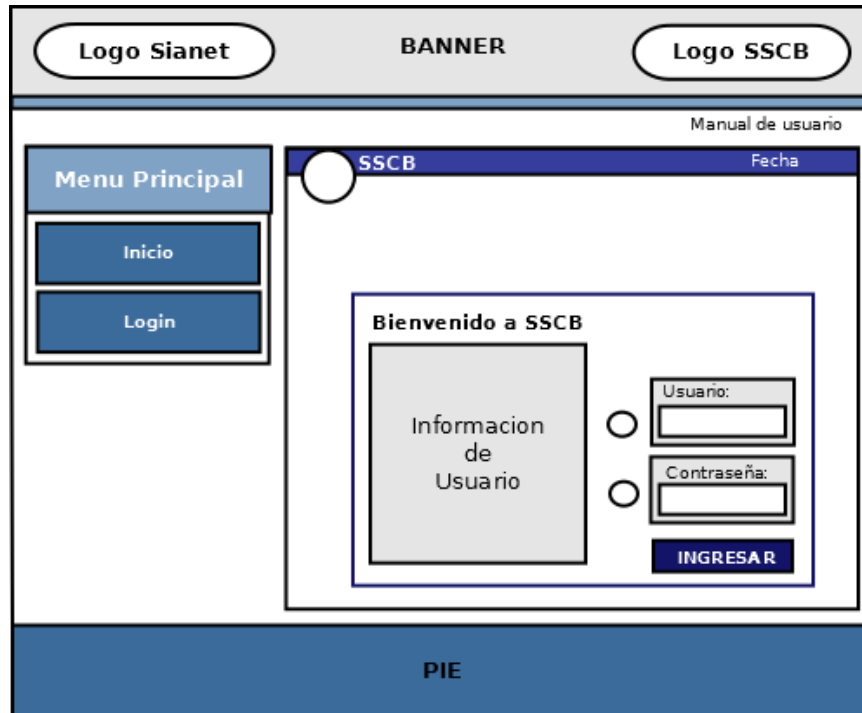 Logo Sianet
BANNER
Logo SSCB
Manual de usuario
Menu Principal
Inicio
Login
SSCB
Fecha
Bienvenido a SSCB
Informacion
de
Usuario
Usuario:
Contraseña:
INGRESAR
PIE